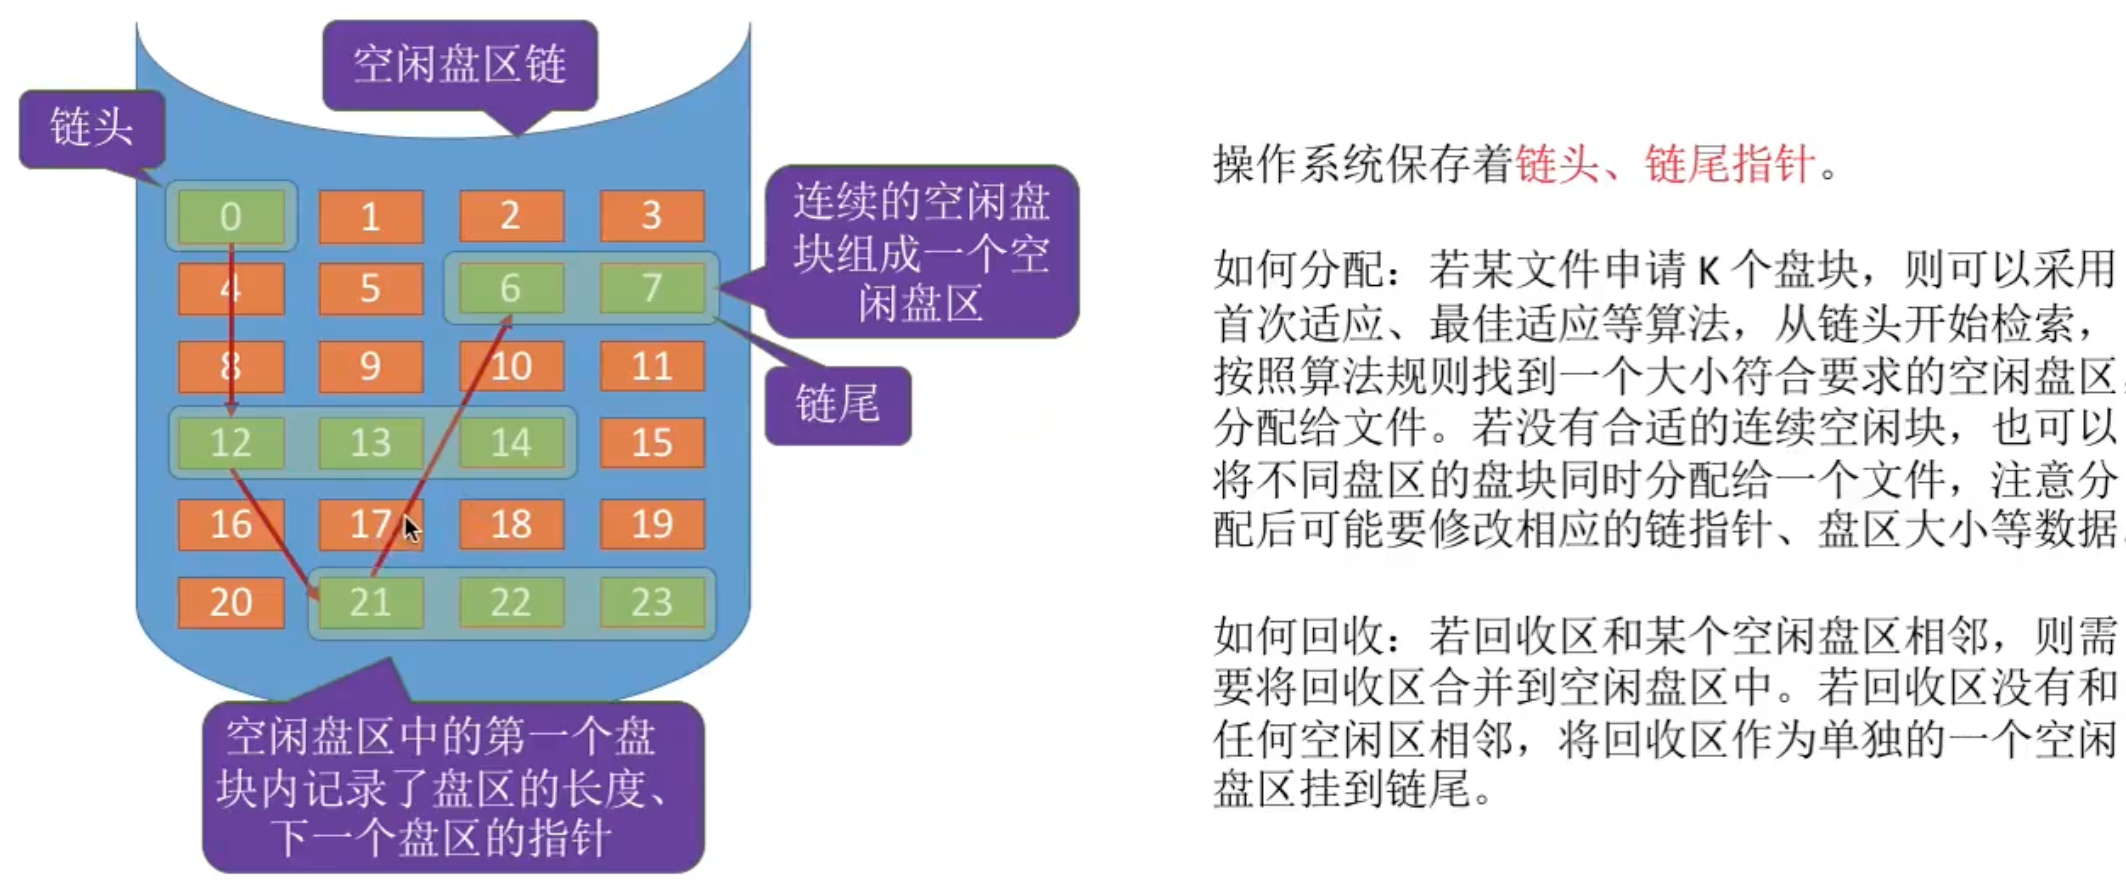 空闲盘区链
链头
0 1 2 3
4 5 6 7
8 9 10 11
12 13 14 15
16 17 18 19
20 21 22 23
连续的空闲盘
块组成一个空
闲盘区
链尾
空闲盘区中的第一个盘
块内记录了盘区的长度、
下一个盘区的指针
操作系统保存着链头、链尾指针。
如何分配：若某文件申请 K 个盘块，则可以采用
首次适应、最佳适应等算法，从链头开始检索，
按照算法规则找到一个大小符合要求的空闲盘区，
分配给文件。若没有合适的连续空闲块，也可以
将不同盘区的盘块同时分配给一个文件，注意分
配后可能要修改相应的链指针、盘区大小等数据。
如何回收：若回收区和某个空闲盘区相邻，则需
要将回收区合并到空闲盘区中。若回收区没有和
任何空闲区相邻，将回收区作为单独的一个空闲
盘区挂到链尾。